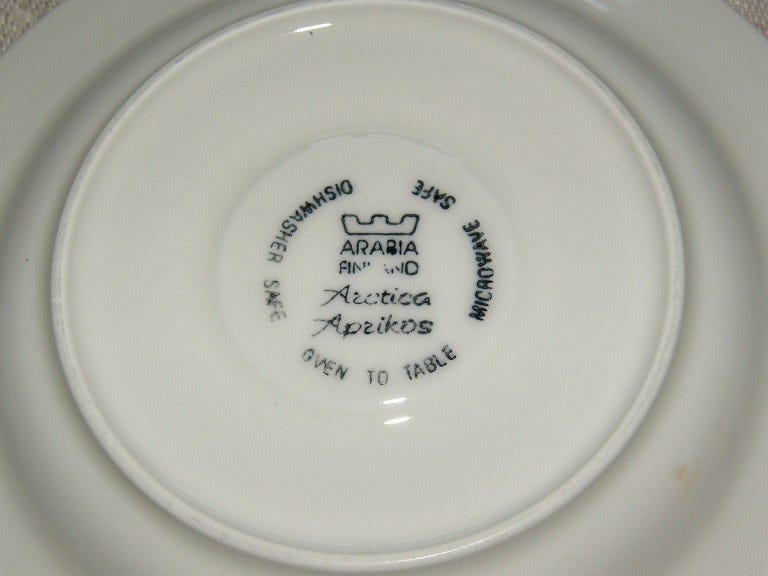 ARABIA
FINLAND
Arctica
Aprikos
DISHWASHER SAFE
OVEN TO TABLE
MICROWAVE SAFE